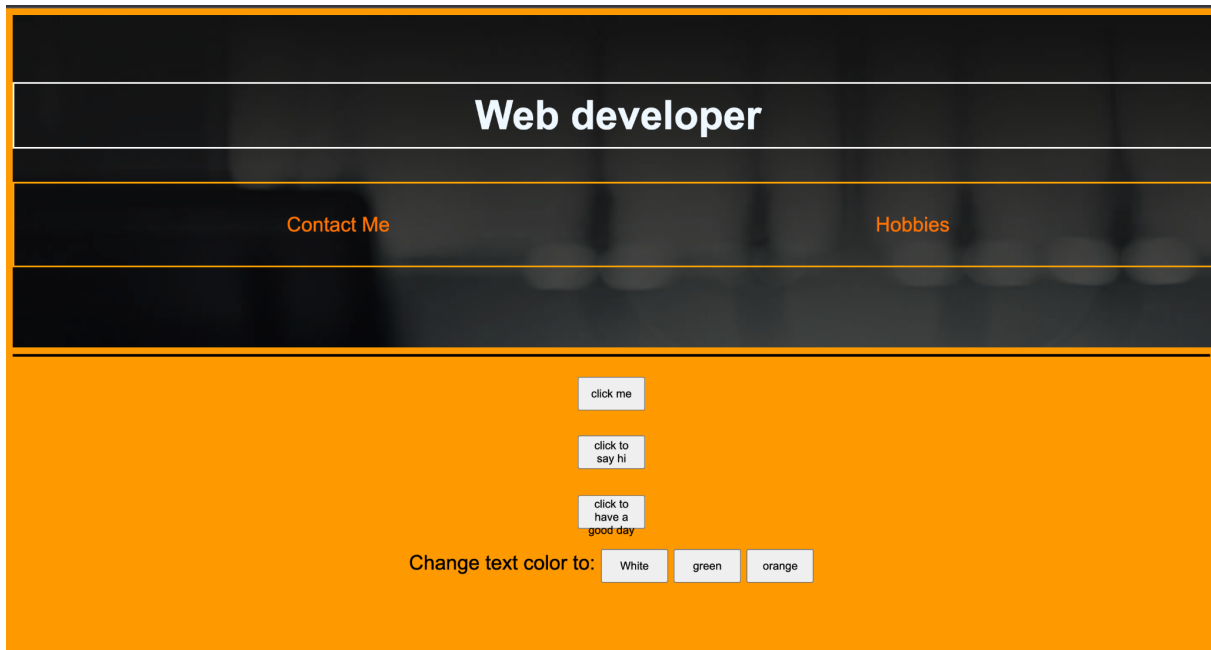 Web developer
Contact Me Hobbies
click me
click to
say hi
click to
have a
good day
Change text color to: White green orange